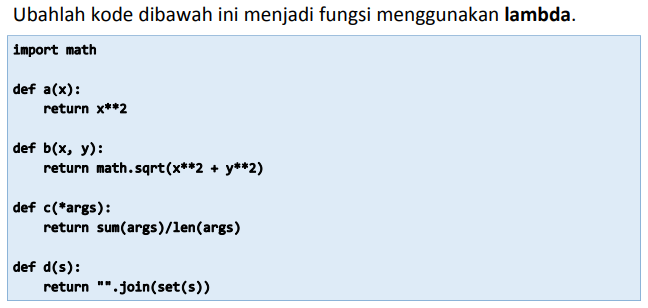 Ubahlah kode dibawah ini menjadi fungsi menggunakan lambda.
import math
def a(x):
    return x**2
def b(x, y):
    return math.sqrt(x**2 + y**2)
def c(*args):
    return sum(args)/len(args)
def d(s):
    return "".join(set(s))